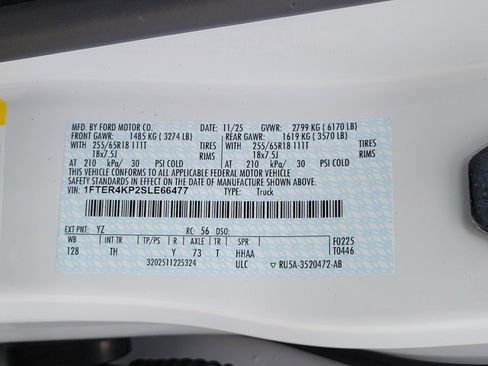 MFD. BY FORD MOTOR CO. DATE: 11/25 GVWR: 2799 KG ( 6170 LB)
FRONT GAWR: 1485 KG ( 3274 LB) REAR GAWR: 1619 KG ( 3570 LB)
WITH 255/65R18 111T TIRES WITH 255/65R18 111T TIRES
18x7.5J RIMS 18x7.5J RIMS
AT 210 kPa/ 30 PSI COLD AT 210 kPa/ 30 PSI COLD
THIS VEHICLE CONFORMS TO ALL APPLICABLE FEDERAL MOTOR VEHICLE
SAFETY STANDARDS IN EFFECT ON THE DATE OF MANUFACTURE SHOWN ABOVE.
VIN: 1FTER4KP2SLE66477 TYPE: Truck
EXT PNT: YZ RC: 56 DSO:
WB INT TR TP/PS R AXLE TR SPR F0225
128 TH Y 73 T HHAA T0446
3202511225324 ULC RU5A-3520472-AB